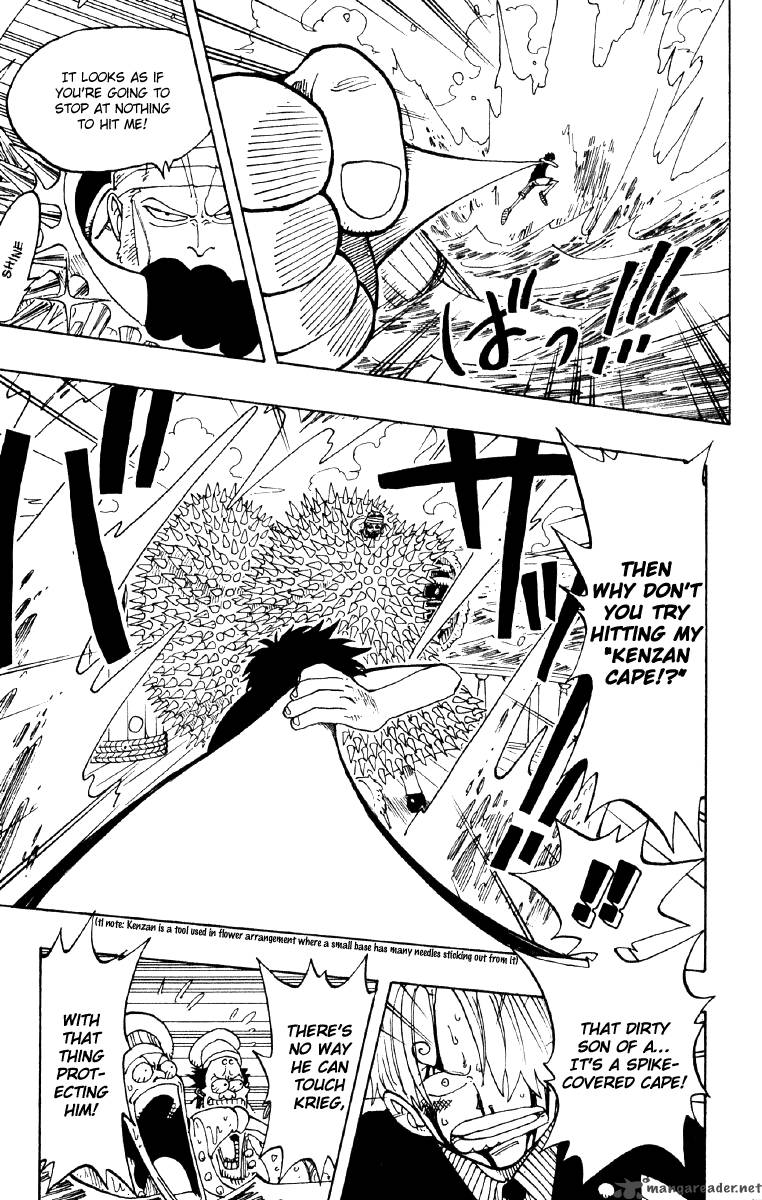 ばっ!!!
IT LOOKS AS IF
YOU'RE GOING TO
STOP AT NOTHING
TO HIT ME!
SHINE
THEN
WHY DON'T
YOU TRY
HITTING MY
"KENZAN
CAPE!?"
!!
!!
(tl note: Kenzan is a tool used in flower arrangement where a small base has many needles sticking out from it)
THAT DIRTY
SON OF A...
IT'S A SPIKE-
COVERED CAPE!
THERE'S
NO WAY
HE CAN
TOUCH
KRIEG,
WITH
THAT
THING
PROT-
ECTING
HIM!
mangareader.net